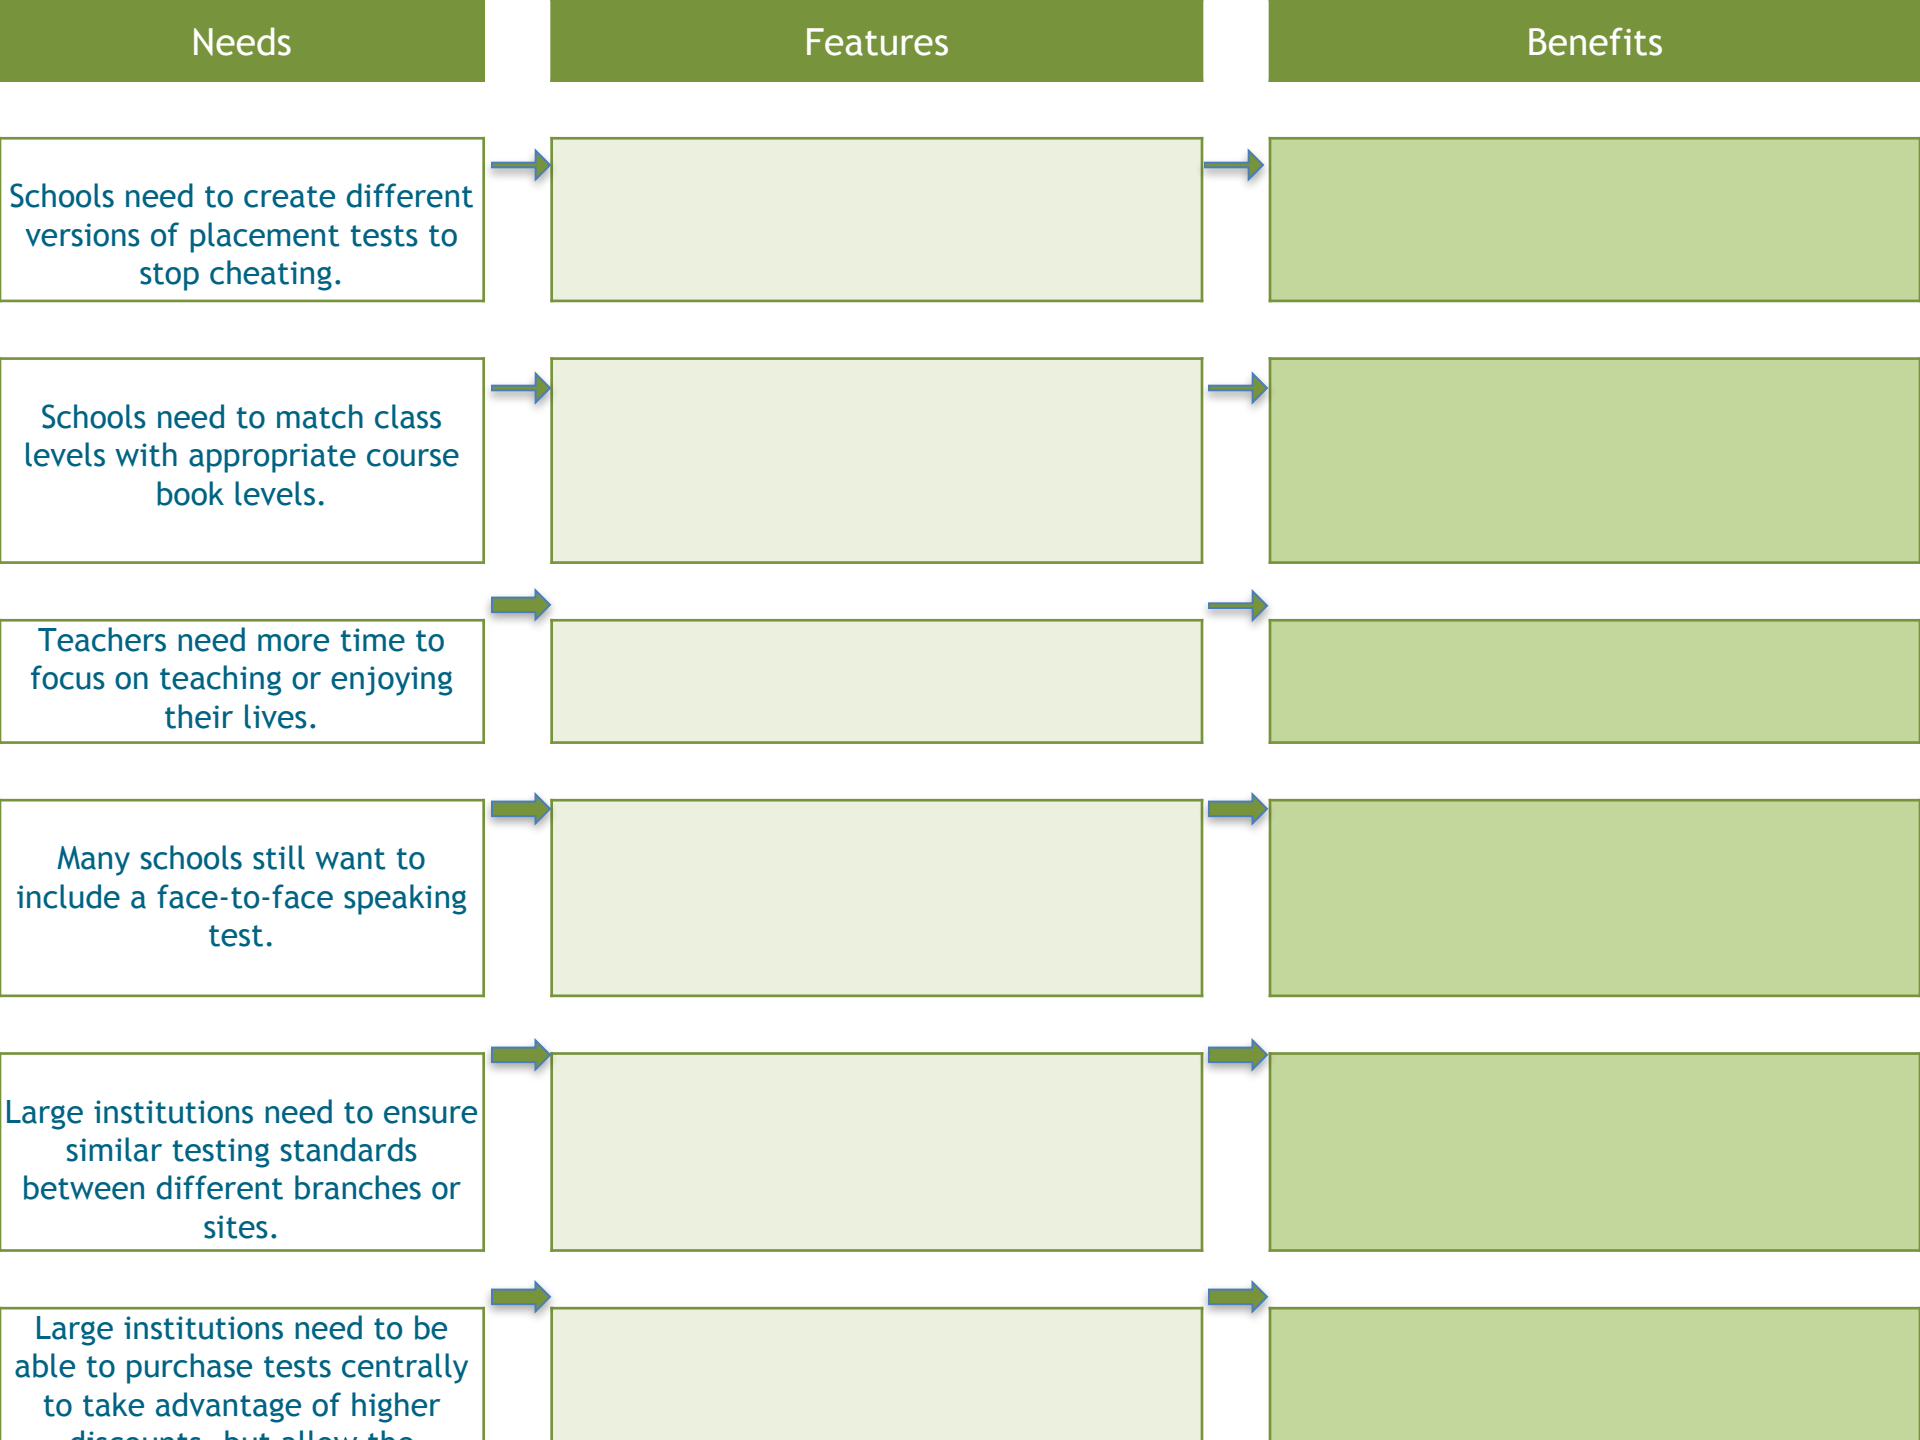 Needs
Features
Benefits
Schools need to create different
versions of placement tests to
stop cheating.
Schools need to match class
levels with appropriate course
book levels.
Teachers need more time to
focus on teaching or enjoying
their lives.
Many schools still want to
include a face-to-face speaking
test.
Large institutions need to ensure
similar testing standards
between different branches or
sites.
Large institutions need to be
able to purchase tests centrally
to take advantage of higher
discounts, but allow the